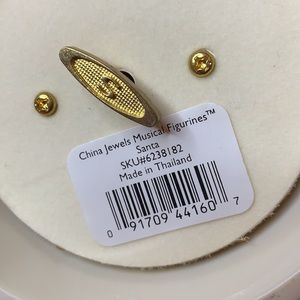 S
China Jewels Musical Figurines™
Santa
SKU#6238182
Made in Thailand
0 91709 44160 7